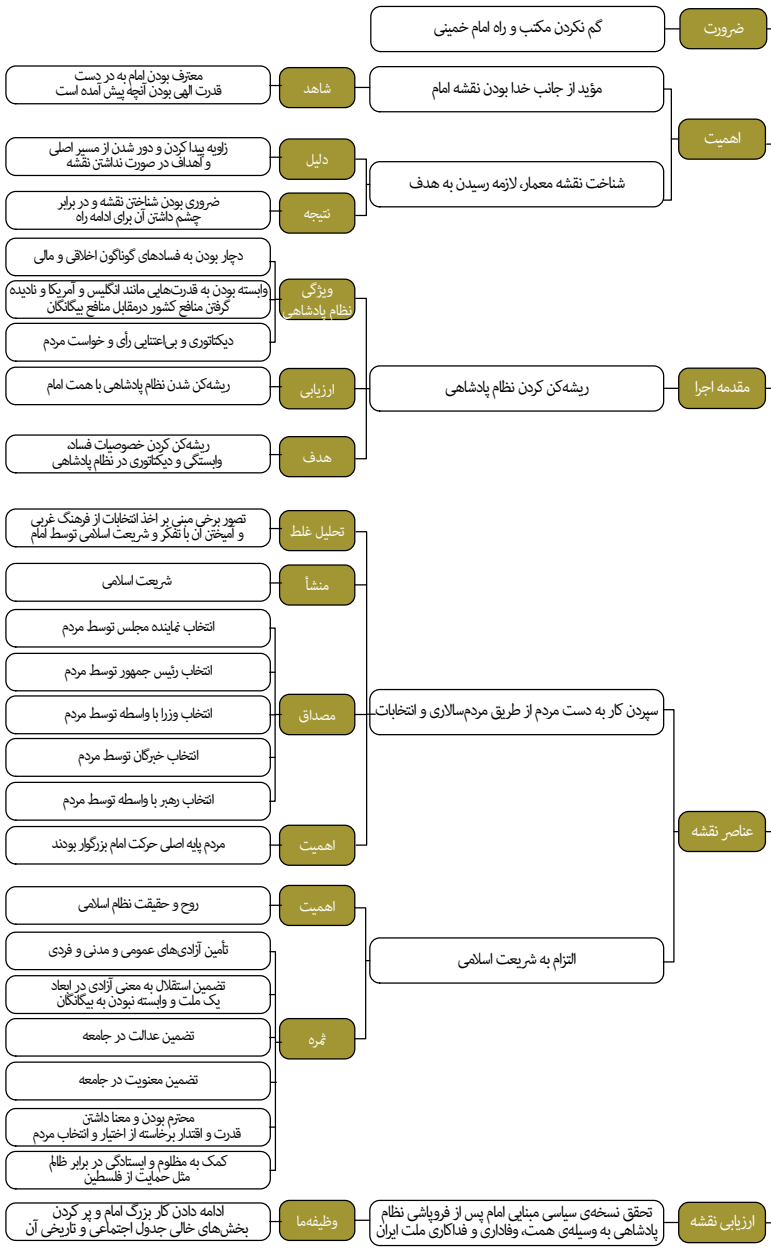 ضرورت
گم نکردن مکتب و راه امام خمینی
اهمیت
مؤید از جانب خدا بودن نقشه امام
شاهد
معترف بودن امام به در دست
قدرت الهی بودن آنچه پیش آمده است
شناخت نقشه معمار، لازمه رسیدن به هدف
دلیل
زاویه پیدا کردن و دور شدن از مسیر اصلی
و اهداف در صورت نداشتن نقشه
نتیجه
ضروری بودن شناختن نقشه و در برابر
چشم داشتن آن برای ادامه راه
مقدمه اجرا
ریشه‌کن کردن نظام پادشاهی
ویژگی
نظام پادشاهی
دچار بودن به فسادهای گوناگون اخلاقی و مالی
وابسته بودن به قدرت‌هایی مانند انگلیس و آمریکا و نادیده
گرفتن منافع کشور درمقابل منافع بیگانگان
دیکتاتوری و بی‌اعتنایی رأی و خواست مردم
ارزیابی
ریشه‌کن شدن نظام پادشاهی با همت امام
هدف
ریشه‌کن کردن خصوصیات فساد،
وابستگی و دیکتاتوری در نظام پادشاهی
عناصر نقشه
سپردن کار به دست مردم از طریق مردم‌سالاری و انتخابات
تحلیل غلط
تصور برخی مبنی بر اخذ انتخابات از فرهنگ غربی
و آمیختن آن با تفکر و شریعت اسلامی توسط امام
منشأ
شریعت اسلامی
مصداق
انتخاب نماینده مجلس توسط مردم
انتخاب رئیس جمهور توسط مردم
انتخاب وزرا با واسطه توسط مردم
انتخاب خبرگان توسط مردم
انتخاب رهبر با واسطه توسط مردم
اهمیت
مردم پایه اصلی حرکت امام بزرگوار بودند
التزام به شریعت اسلامی
اهمیت
روح و حقیقت نظام اسلامی
ثمره
تأمین آزادی‌های عمومی و مدنی و فردی
تضمین استقلال به معنی آزادی در ابعاد
یک ملت و وابسته نبودن به بیگانگان
تضمین عدالت در جامعه
تضمین معنویت در جامعه
محترم بودن و معنا داشتن
قدرت و اقتدار برخاسته از اختیار و انتخاب مردم
کمک به مظلوم و ایستادگی در برابر ظالم
مثل حمایت از فلسطین
ارزیابی نقشه
تحقق نسخه‌ی سیاسی مبنایی امام پس از فروپاشی نظام
پادشاهی به وسیله‌ی همت، وفاداری و فداکاری ملت ایران
وظیفه‌ما
ادامه دادن کار بزرگ امام و پر کردن
بخش‌های خالی جدول اجتماعی و تاریخی آن